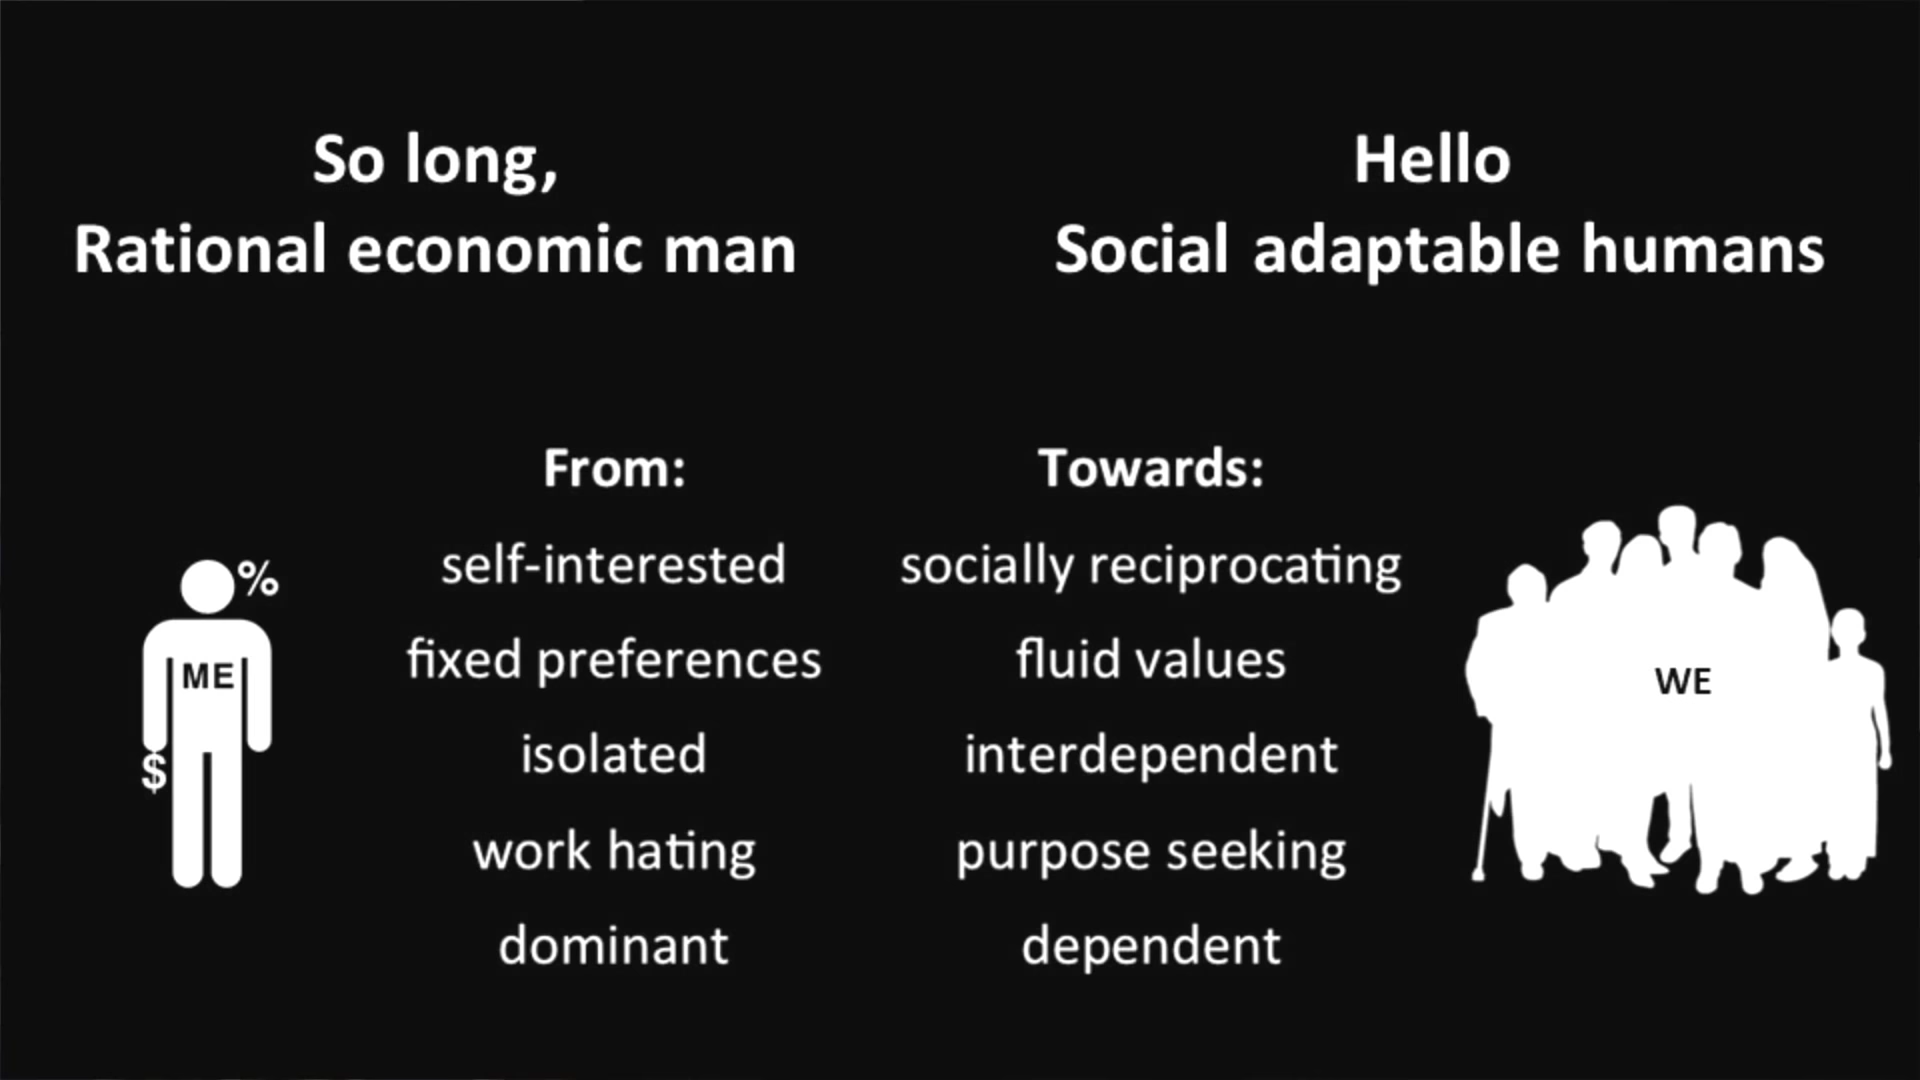 So long,
Rational economic man
Hello
Social adaptable humans
From:
self-interested
fixed preferences
isolated
work hating
dominant
Towards:
socially reciprocating
fluid values
interdependent
purpose seeking
dependent
%
ME
$
WE